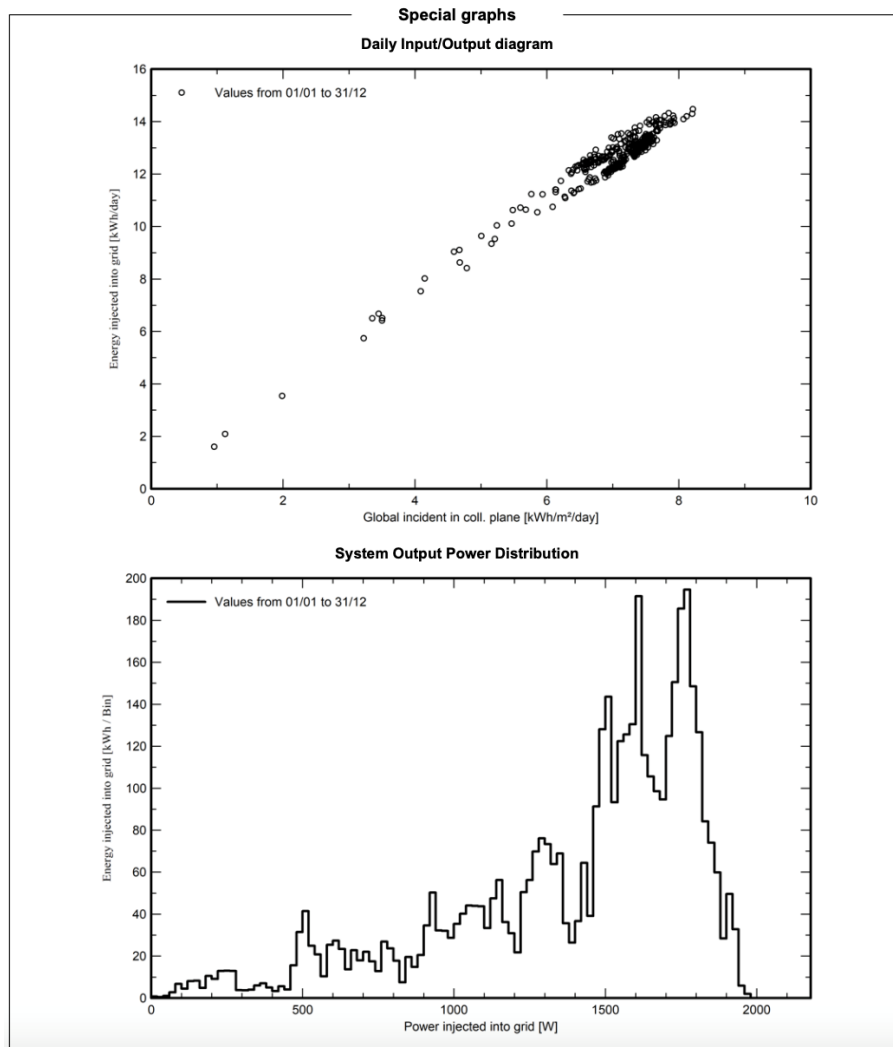 Special graphs
Daily Input/Output diagram
16
14
12
10
8
6
4
2
0
Values from 01/01 to 31/12
Energy injected into grid [kWh/day]
0 2 4 6 8 10
Global incident in coll. plane [kWh/m²/day]
System Output Power Distribution
200
180
160
140
120
100
80
60
40
20
0
Values from 01/01 to 31/12
Energy injected into grid [kWh / Bin]
0 500 1000 1500 2000
Power injected into grid [W]